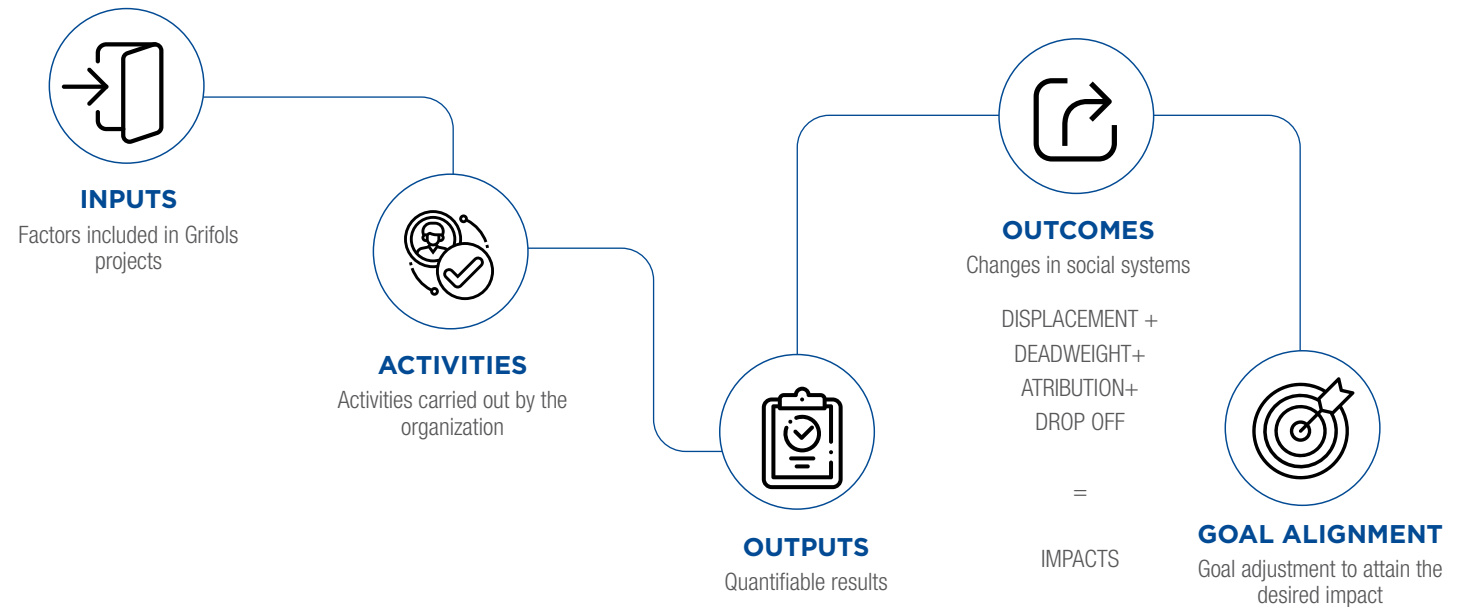 INPUTS
Factors included in Grifols
projects
ACTIVITIES
Activities carried out by the
organization
OUTPUTS
Quantifiable results
OUTCOMES
Changes in social systems
DISPLACEMENT +
DEADWEIGHT+
ATRIBUTION+
DROP OFF
=
IMPACTS
GOAL ALIGNMENT
Goal adjustment to attain the
desired impact